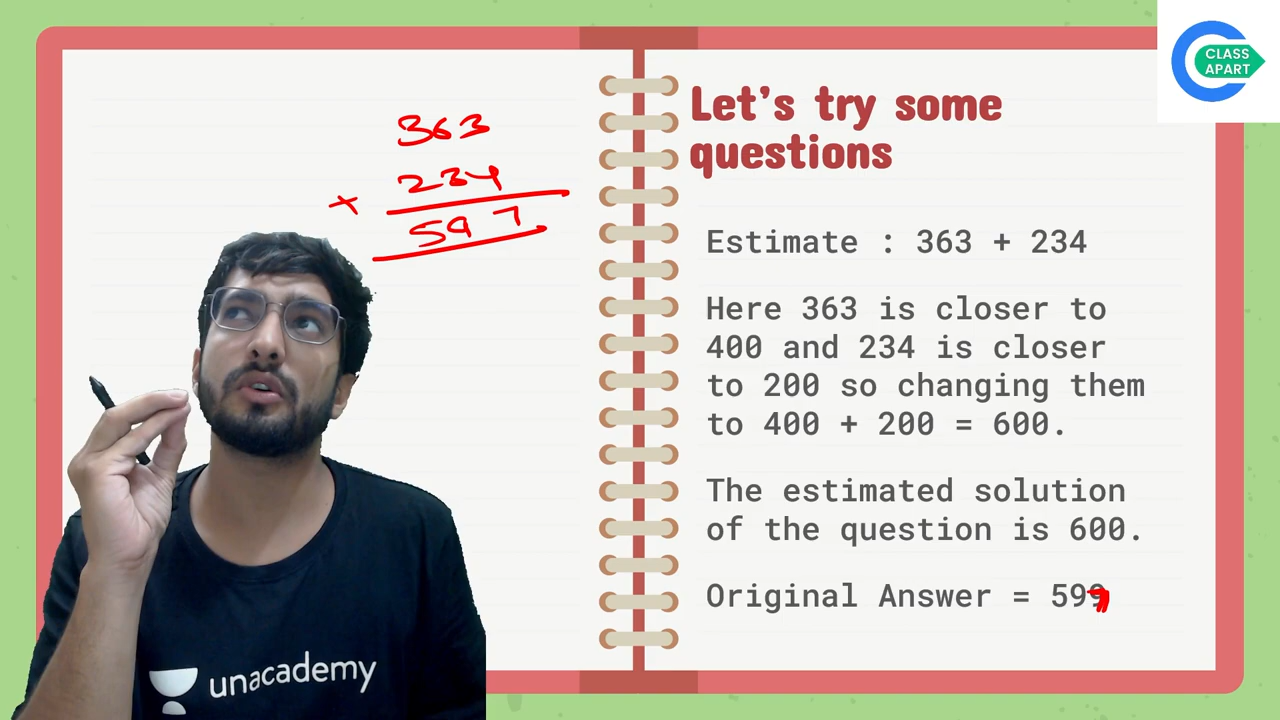 CLASS
APART
Let's try some
questions
363
234
+
597
Estimate : 363 + 234
Here 363 is closer to
400 and 234 is closer
to 200 so changing them
to 400 + 200 = 600.
The estimated solution
of the question is 600.
Original Answer = 597
unacademy